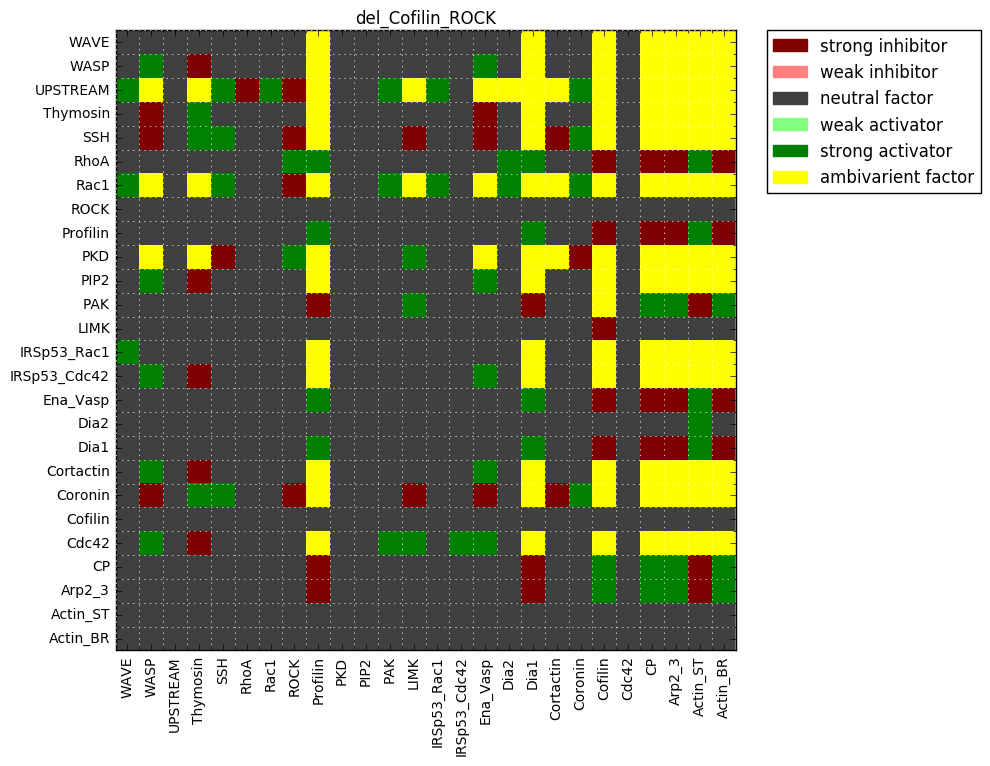 del_Cofilin_ROCK
strong inhibitor
weak inhibitor
neutral factor
weak activator
strong activator
ambivarient factor
WAVE
WASP
UPSTREAM
Thymosin
SSH
RhoA
Rac1
ROCK
Profilin
PKD
PIP2
PAK
LIMK
IRSp53_Rac1
IRSp53_Cdc42
Ena_Vasp
Dia2
Dia1
Cortactin
Coronin
Cofilin
Cdc42
CP
Arp2_3
Actin_ST
Actin_BR
WAVE
WASP
UPSTREAM
Thymosin
SSH
RhoA
Rac1
ROCK
Profilin
PKD
PIP2
PAK
LIMK
IRSp53_Rac1
IRSp53_Cdc42
Ena_Vasp
Dia2
Dia1
Cortactin
Coronin
Cofilin
Cdc42
CP
Arp2_3
Actin_ST
Actin_BR